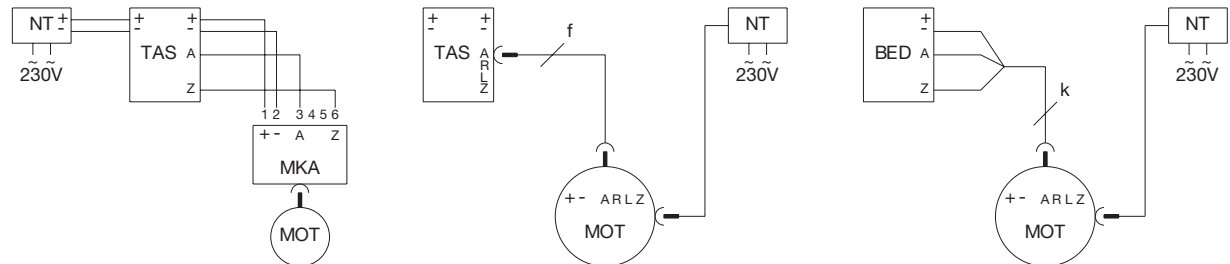 NT + -
~ ~
230V
+ + 
- -
TAS A
Z
1 2 3 4 5 6
+ - A Z
MKA
MOT
+
-
TAS A
R
L
Z
f
NT
~ ~
230V
+ - A R L Z
MOT
+
-
BED A
Z
k
NT
~ ~
230V
+ - A R L Z
MOT